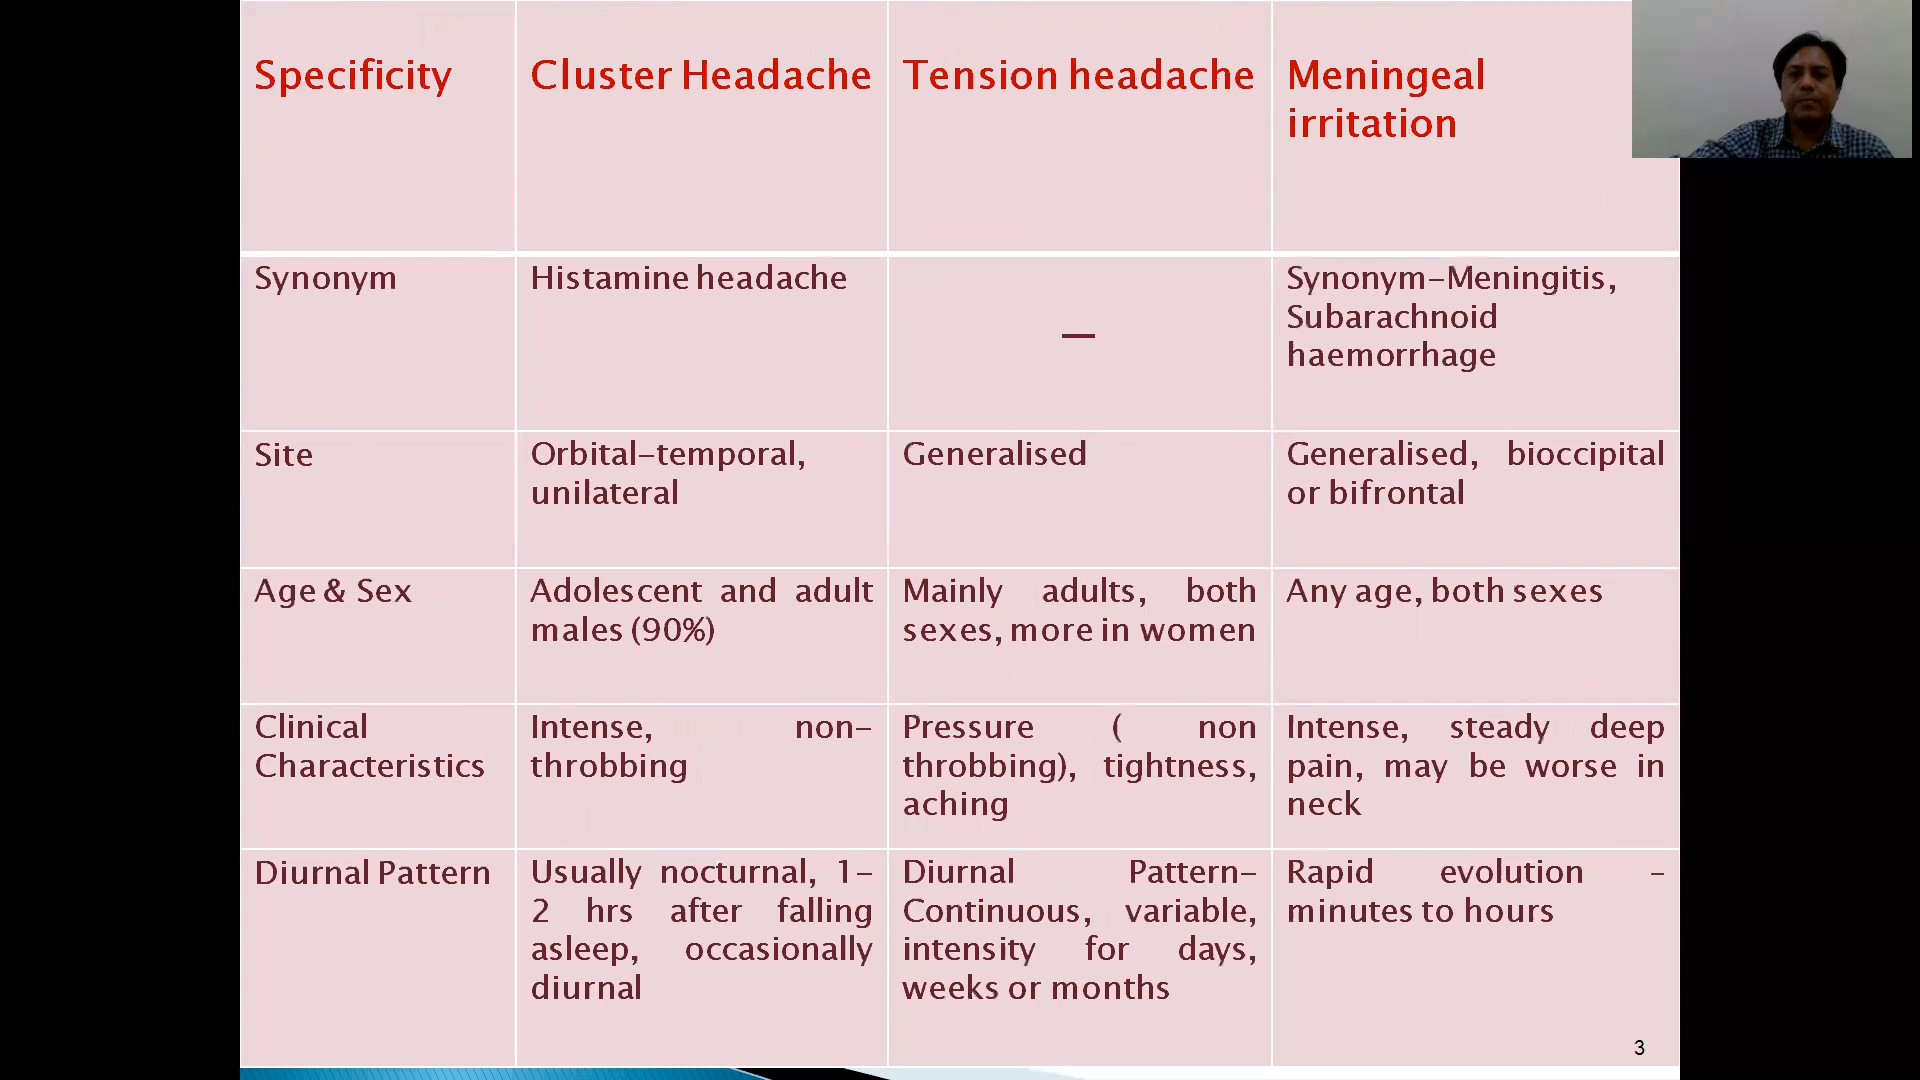 Specificity
Cluster Headache
Tension headache
Meningeal
irritation
Synonym
Histamine headache
—
Synonym-Meningitis,
Subarachnoid
haemorrhage
Site
Orbital-temporal,
unilateral
Generalised
Generalised, bioccipital
or bifrontal
Age & Sex
Adolescent and adult
males (90%)
Mainly adults, both
sexes, more in women
Any age, both sexes
Clinical
Characteristics
Intense, non-
throbbing
Pressure ( non
throbbing), tightness,
aching
Intense, steady deep
pain, may be worse in
neck
Diurnal Pattern
Usually nocturnal, 1-
2 hrs after falling
asleep, occasionally
diurnal
Diurnal Pattern-
Continuous, variable,
intensity for days,
weeks or months
Rapid evolution -
minutes to hours
3